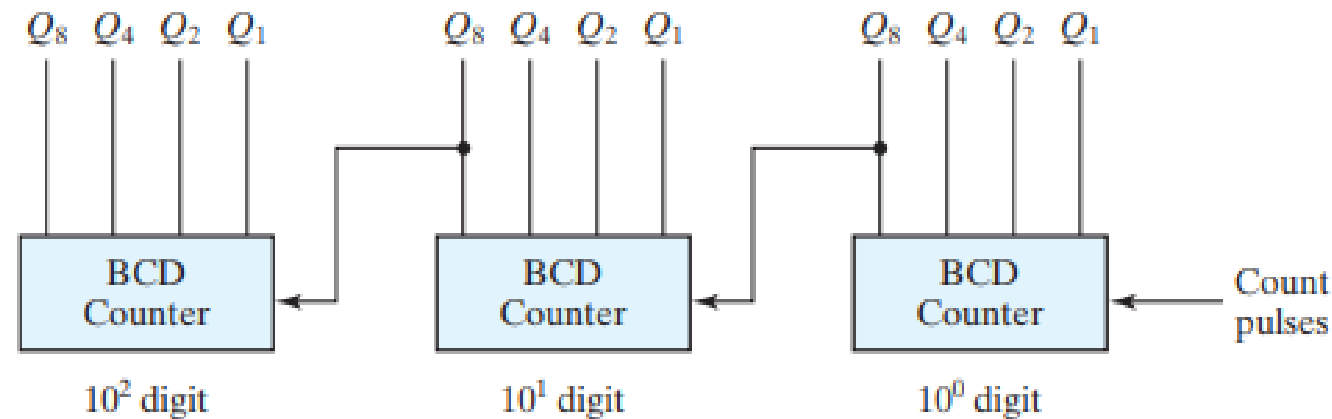 Q₈ Q₄ Q₂ Q₁ Q₈ Q₄ Q₂ Q₁ Q₈ Q₄ Q₂ Q₁
BCD
Counter
BCD
Counter
BCD
Counter
Count
pulses
10² digit
10¹ digit
10⁰ digit